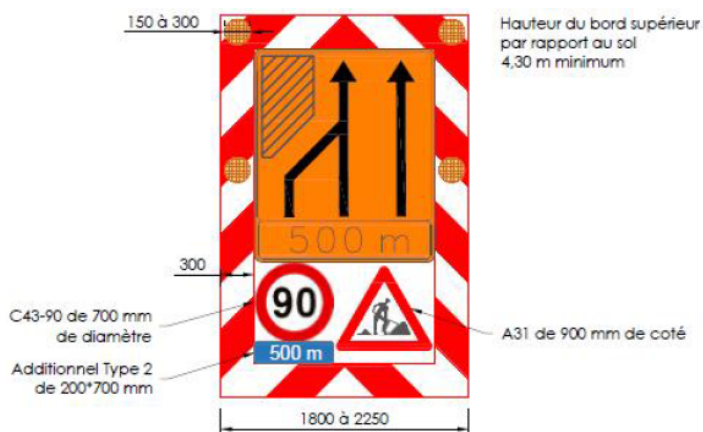 150 à 300
Hauteur du bord supérieur
par rapport au sol
4,30 m minimum
500 m
300
C43-90 de 700 mm
de diamètre
90
A31 de 900 mm de coté
500 m
Additionnel Type 2
de 200*700 mm
1800 à 2250